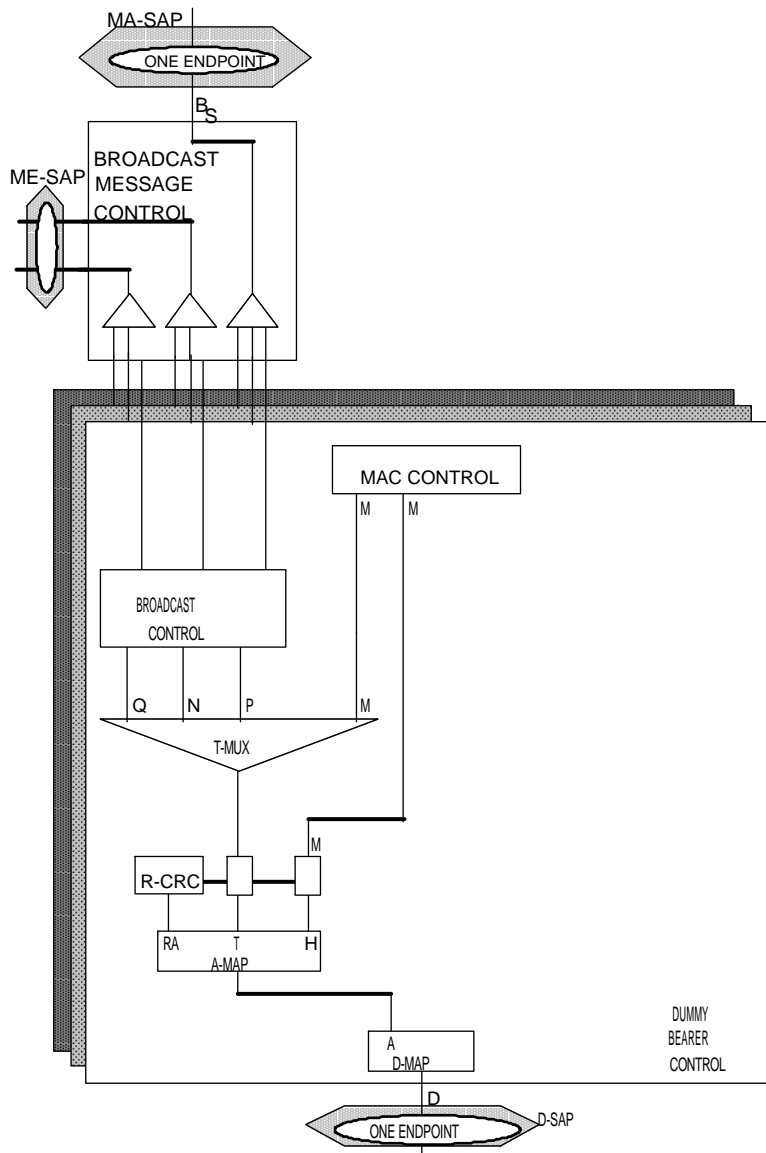 MA-SAP
ONE ENDPOINT
B
S
BROADCAST
MESSAGE
CONTROL
ME-SAP
MAC CONTROL
M M
BROADCAST
CONTROL
Q N P M
T-MUX
M
R-CRC
RA T H
A-MAP
A
D-MAP
DUMMY
BEARER
CONTROL
D
ONE ENDPOINT
D-SAP